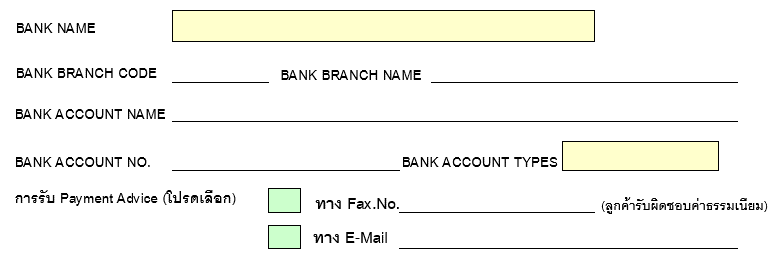 BANK NAME
BANK BRANCH CODE BANK BRANCH NAME
BANK ACCOUNT NAME
BANK ACCOUNT NO. BANK ACCOUNT TYPES
การรับ Payment Advice (โปรดเลือก) ทาง Fax.No. (ลูกค้ารับผิดชอบค่าธรรมเนียม)
ทาง E-Mail